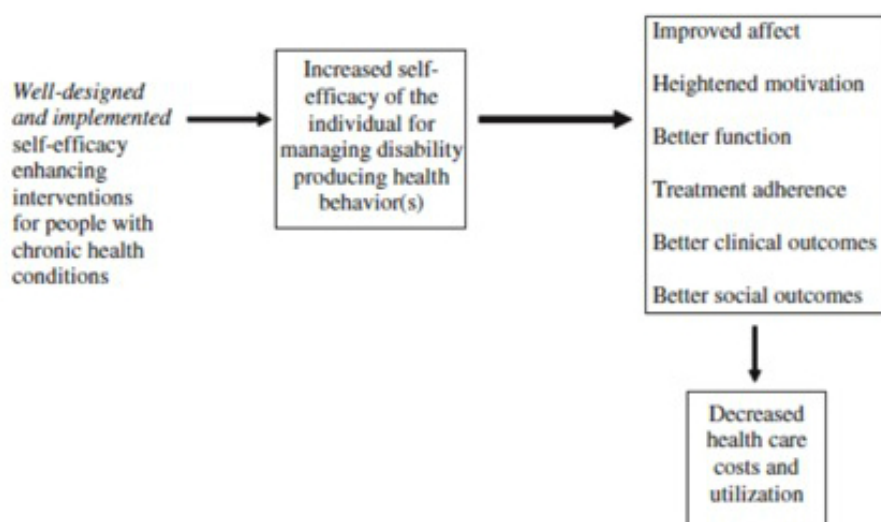 Well-designed
and implemented
self-efficacy
enhancing
interventions
for people with
chronic health
conditions
Increased self-
efficacy of the
individual for
managing disability
producing health
behavior(s)
Improved affect
Heightened motivation
Better function
Treatment adherence
Better clinical outcomes
Better social outcomes
Decreased
health care
costs and
utilization